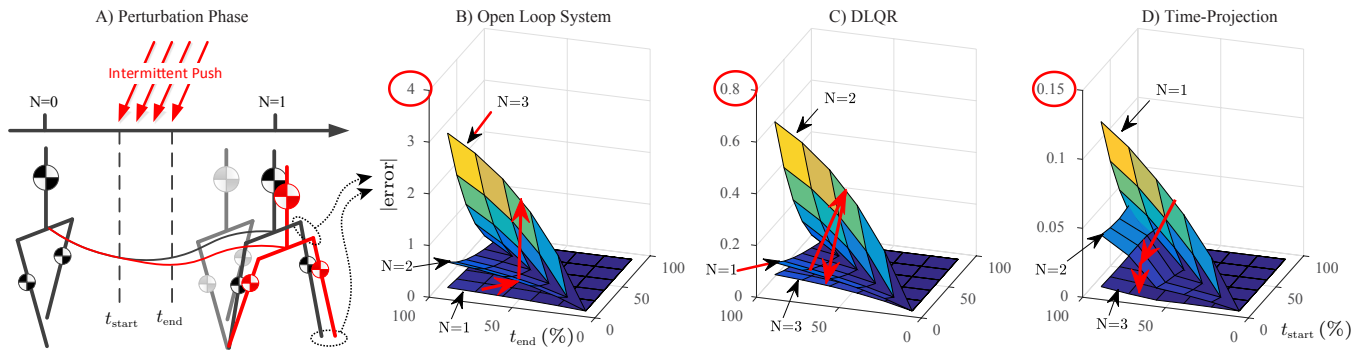 A) Perturbation Phase
Intermittent Push
N=0
N=1
t_start
t_end
B) Open Loop System
|error|
4
3
2
1
0
N=3
N=2
N=1
100
50
0
t_end (%)
0
50
100
C) DLQR
0.8
0.6
0.4
0.2
0
N=2
N=1
N=3
100
50
0
0
50
100
D) Time-Projection
0.15
0.1
0.05
0
N=1
N=2
N=3
100
50
0
0
50
100
t_start (%)